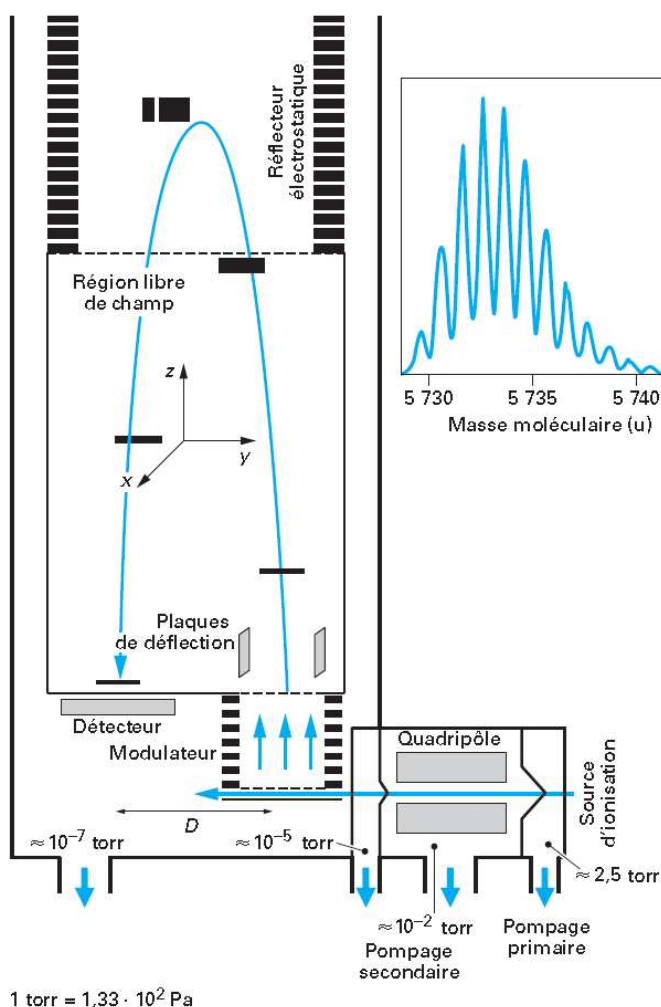 Réflecteur
électrostatique
Région libre
de champ
z
y
x
Plaques
de déflection
Détecteur
Modulateur
D
Quadripôle
Source
d'ionisation
≈ 10⁻⁷ torr
≈ 10⁻⁵ torr
≈ 2,5 torr
≈ 10⁻² torr
Pompage
secondaire
Pompage
primaire
5 730 5 735 5 740
Masse moléculaire (u)
1 torr = 1,33 · 10² Pa